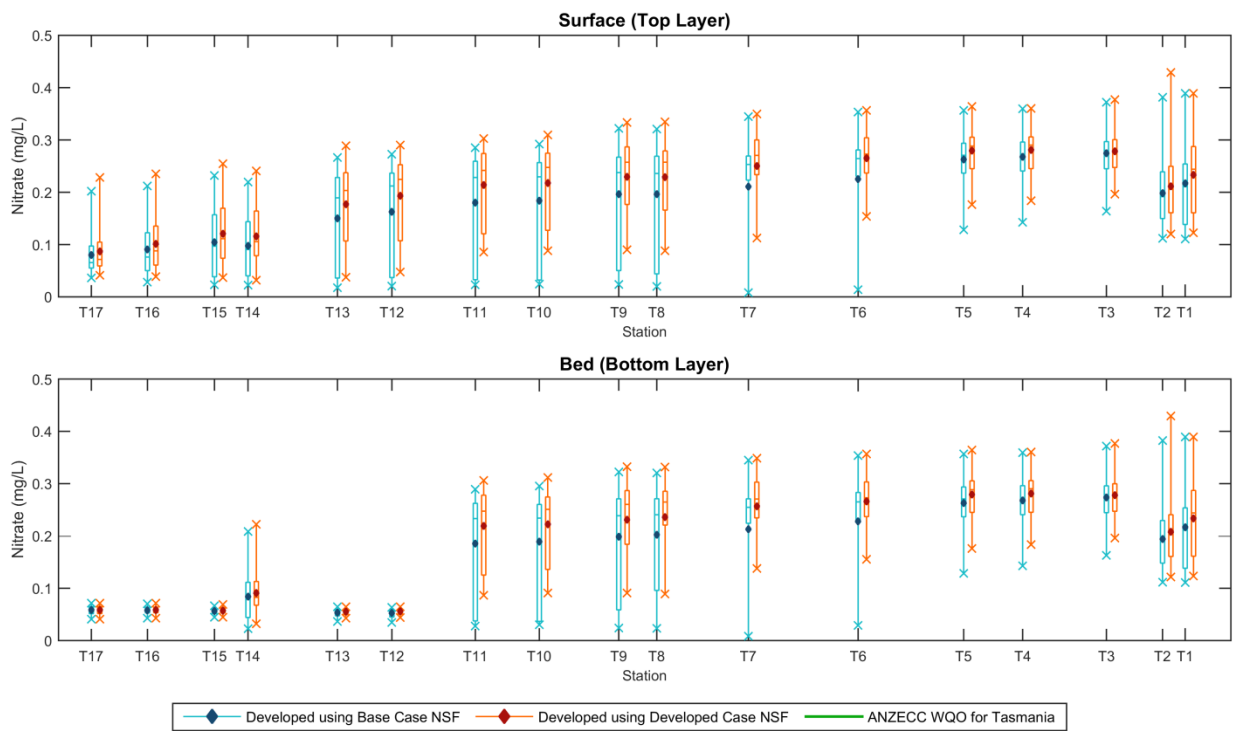 Surface (Top Layer)
0.5
0.4
0.3
0.2
0.1
0
Nitrate (mg/L)
T17 T16 T15 T14 T13 T12 T11 T10 T9 T8 T7 T6 T5 T4 T3 T2 T1
Station
Bed (Bottom Layer)
0.5
0.4
0.3
0.2
0.1
0
Nitrate (mg/L)
T17 T16 T15 T14 T13 T12 T11 T10 T9 T8 T7 T6 T5 T4 T3 T2 T1
Station
Developed using Base Case NSF Developed using Developed Case NSF ANZECC WQO for Tasmania